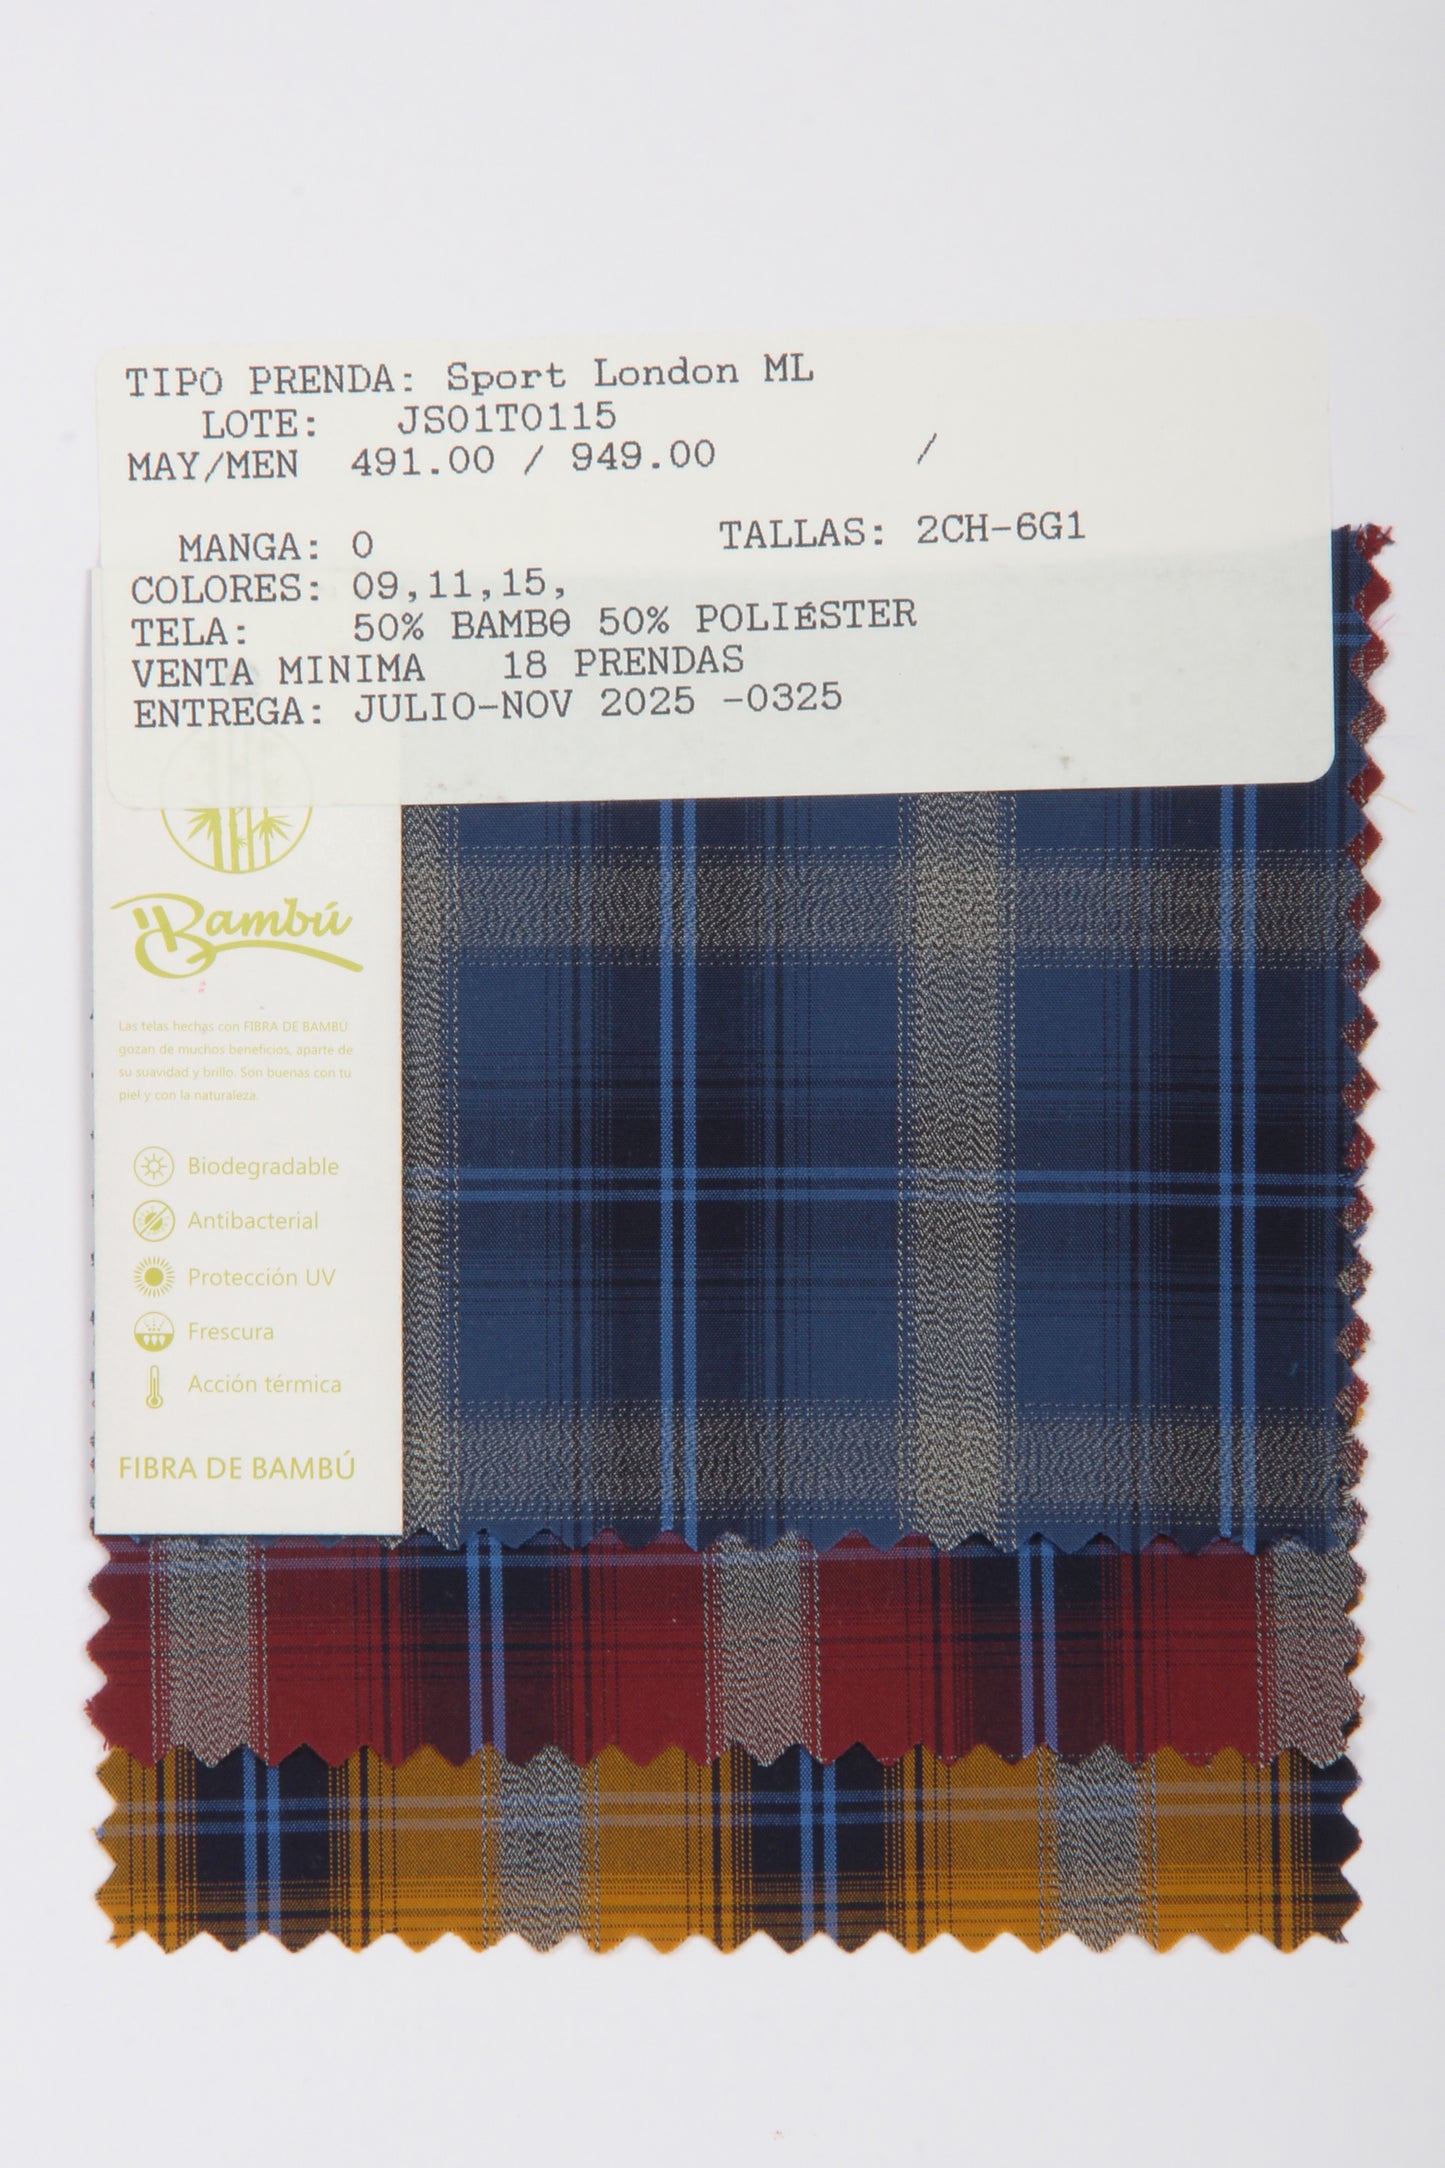 TIPO PRENDA: Sport London ML
LOTE: JS01T0115
MAY/MEN 491.00 / 949.00 /
MANGA: 0 TALLAS: 2CH-6G1
COLORES: 09,11,15,
TELA: 50% BAMBΘ 50% POLIÉSTER
VENTA MINIMA 18 PRENDAS
ENTREGA: JULIO-NOV 2025 -0325
Bambú
Las telas hechas con FIBRA DE BAMBÚ
gozan de muchos beneficios, aparte de
su suavidad y brillo. Son buenas con tu
piel y con la naturaleza.
Biodegradable
Antibacterial
Protección UV
Frescura
Acción térmica
FIBRA DE BAMBÚ